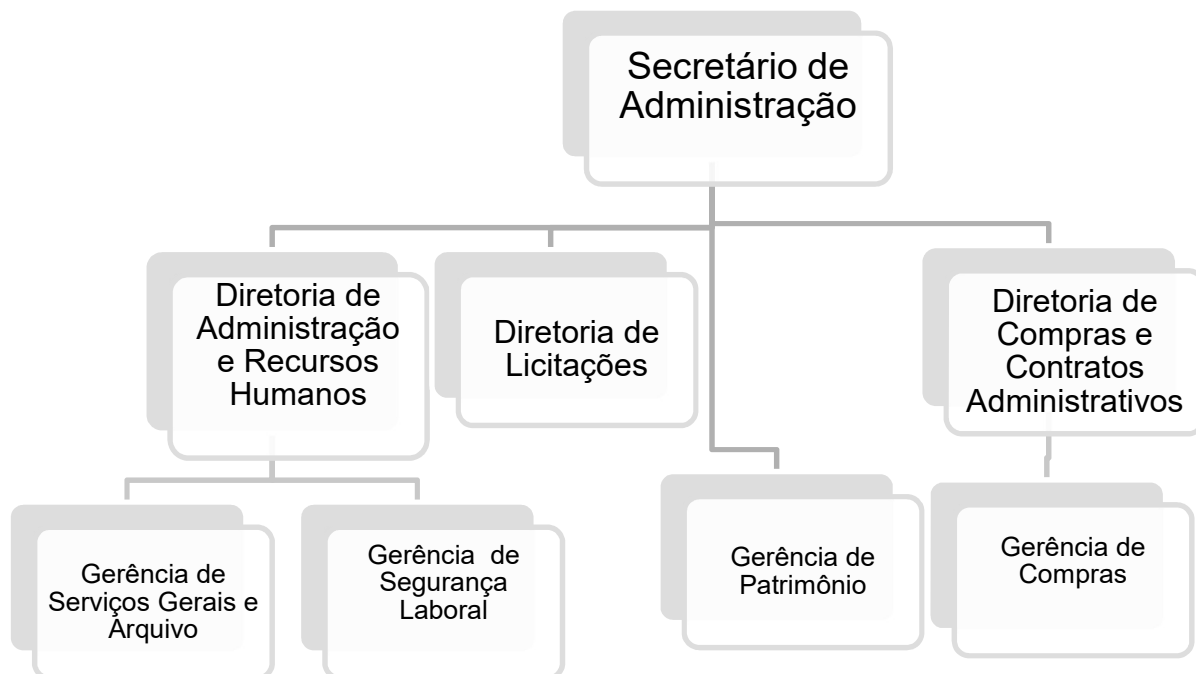 Secretário de
Administração
Diretoria de
Administração
e Recursos
Humanos
Diretoria de
Licitações
Diretoria de
Compras e
Contratos
Administrativos
Gerência de
Serviços Gerais e
Arquivo
Gerência  de
Segurança
Laboral
Gerência de
Patrimônio
Gerência de
Compras